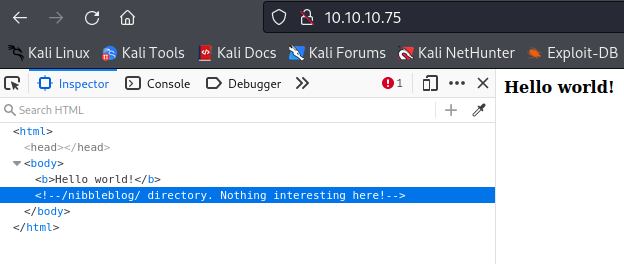 10.10.10.75
Kali Linux Kali Tools Kali Docs Kali Forums Kali NetHunter Exploit-DB
Inspector Console Debugger 1
Search HTML
<html>
<head></head>
<body>
<b>Hello world!</b>
<!--/nibbleblog/ directory. Nothing interesting here!-->
</body>
</html>
Hello world!